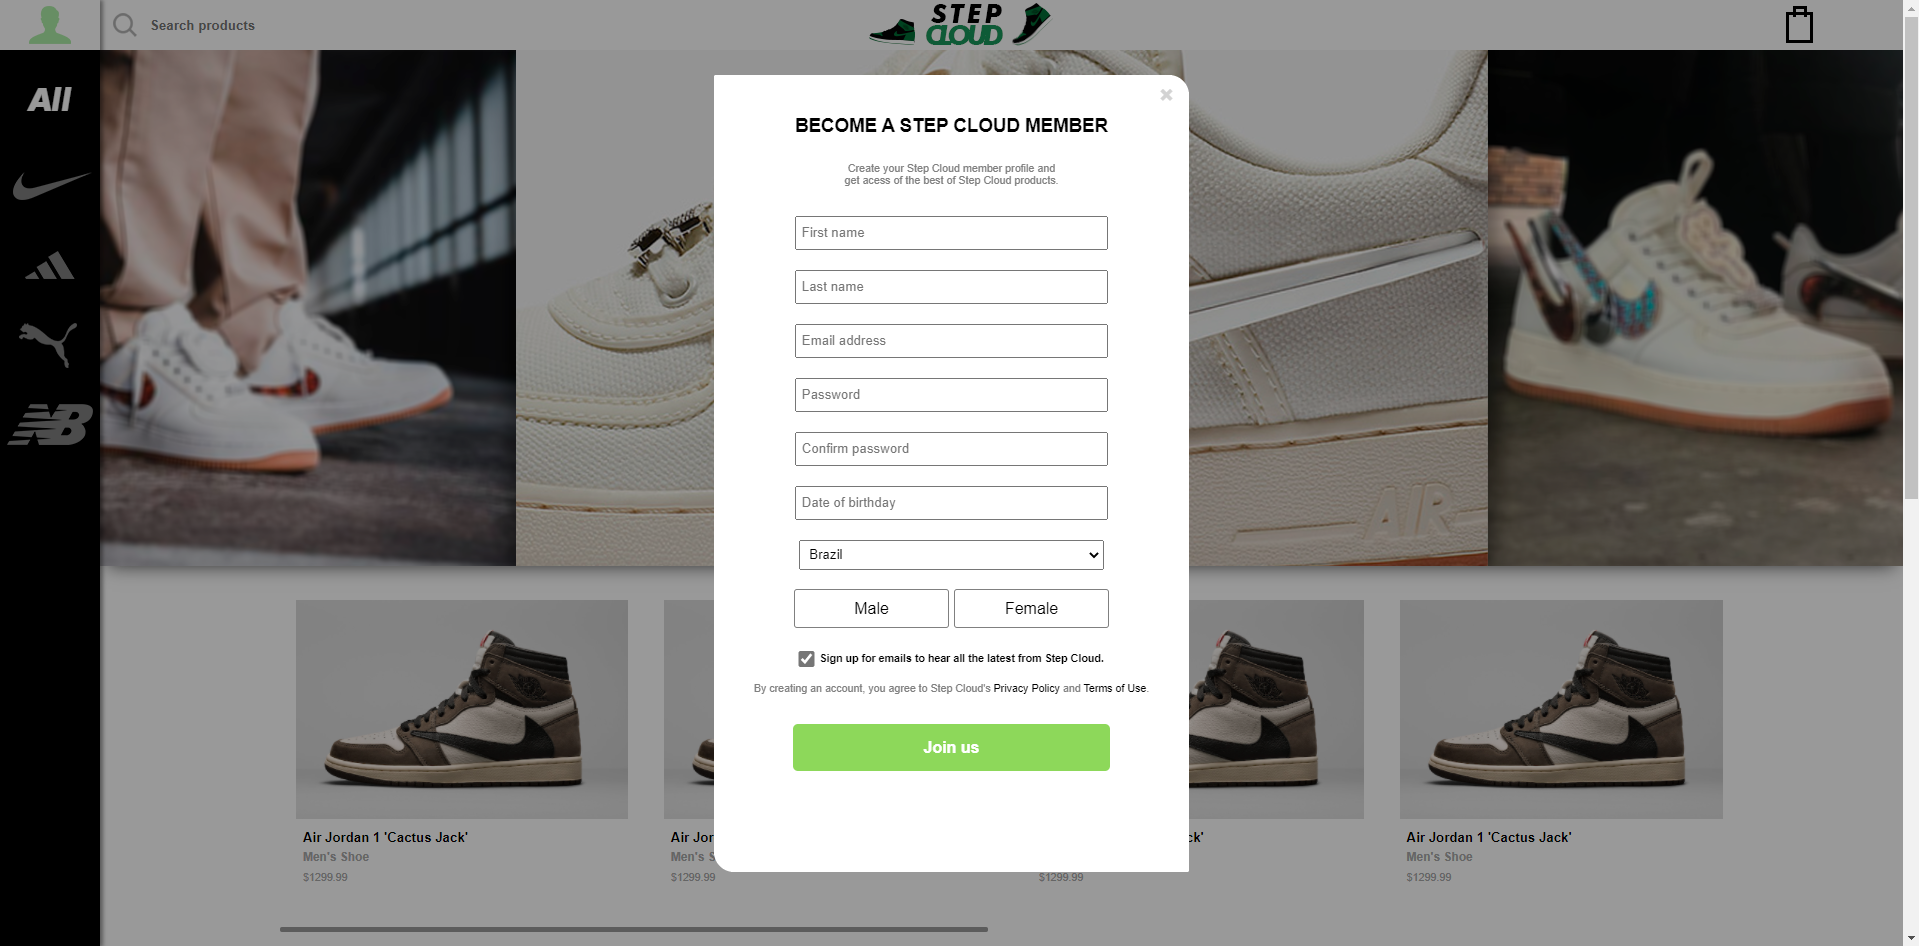 Search products
STEP
CLOUD
All
NB
BECOME A STEP CLOUD MEMBER
Create your Step Cloud member profile and
get acess of the best of Step Cloud products.
First name
Last name
Email address
Password
Confirm password
Date of birthday
Brazil
Male
Female
Sign up for emails to hear all the latest from Step Cloud.
By creating an account, you agree to Step Cloud's Privacy Policy and Terms of Use.
Join us
AIR
Air Jordan 1 'Cactus Jack'
Men's Shoe
$1299.99
Air Jor
Men's S
$1299.99
ck'
$1299.99
Air Jordan 1 'Cactus Jack'
Men's Shoe
$1299.99